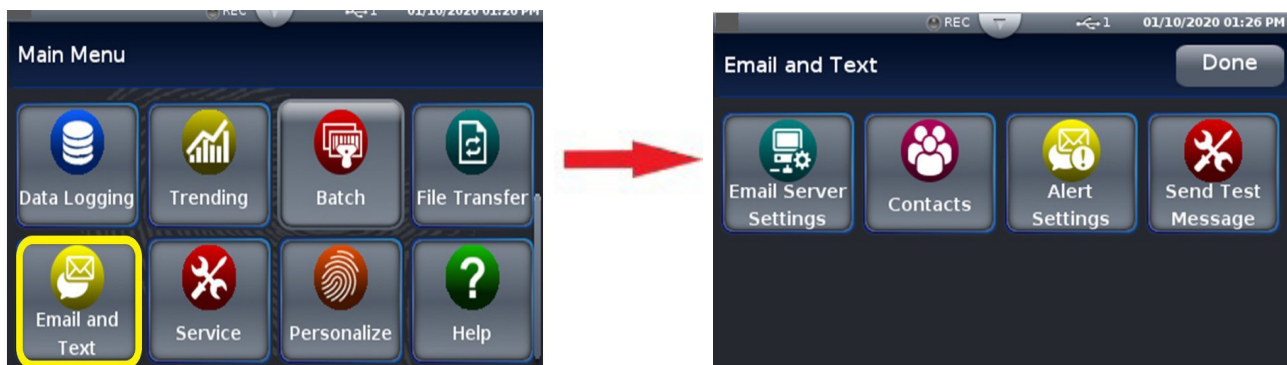 REC 1 01/10/2020 01:26 PM
Main Menu
Data Logging Trending Batch File Transfer
Email and
Text
Service Personalize Help
REC 1 01/10/2020 01:26 PM
Email and Text Done
Email Server
Settings
Contacts
Alert
Settings
Send Test
Message